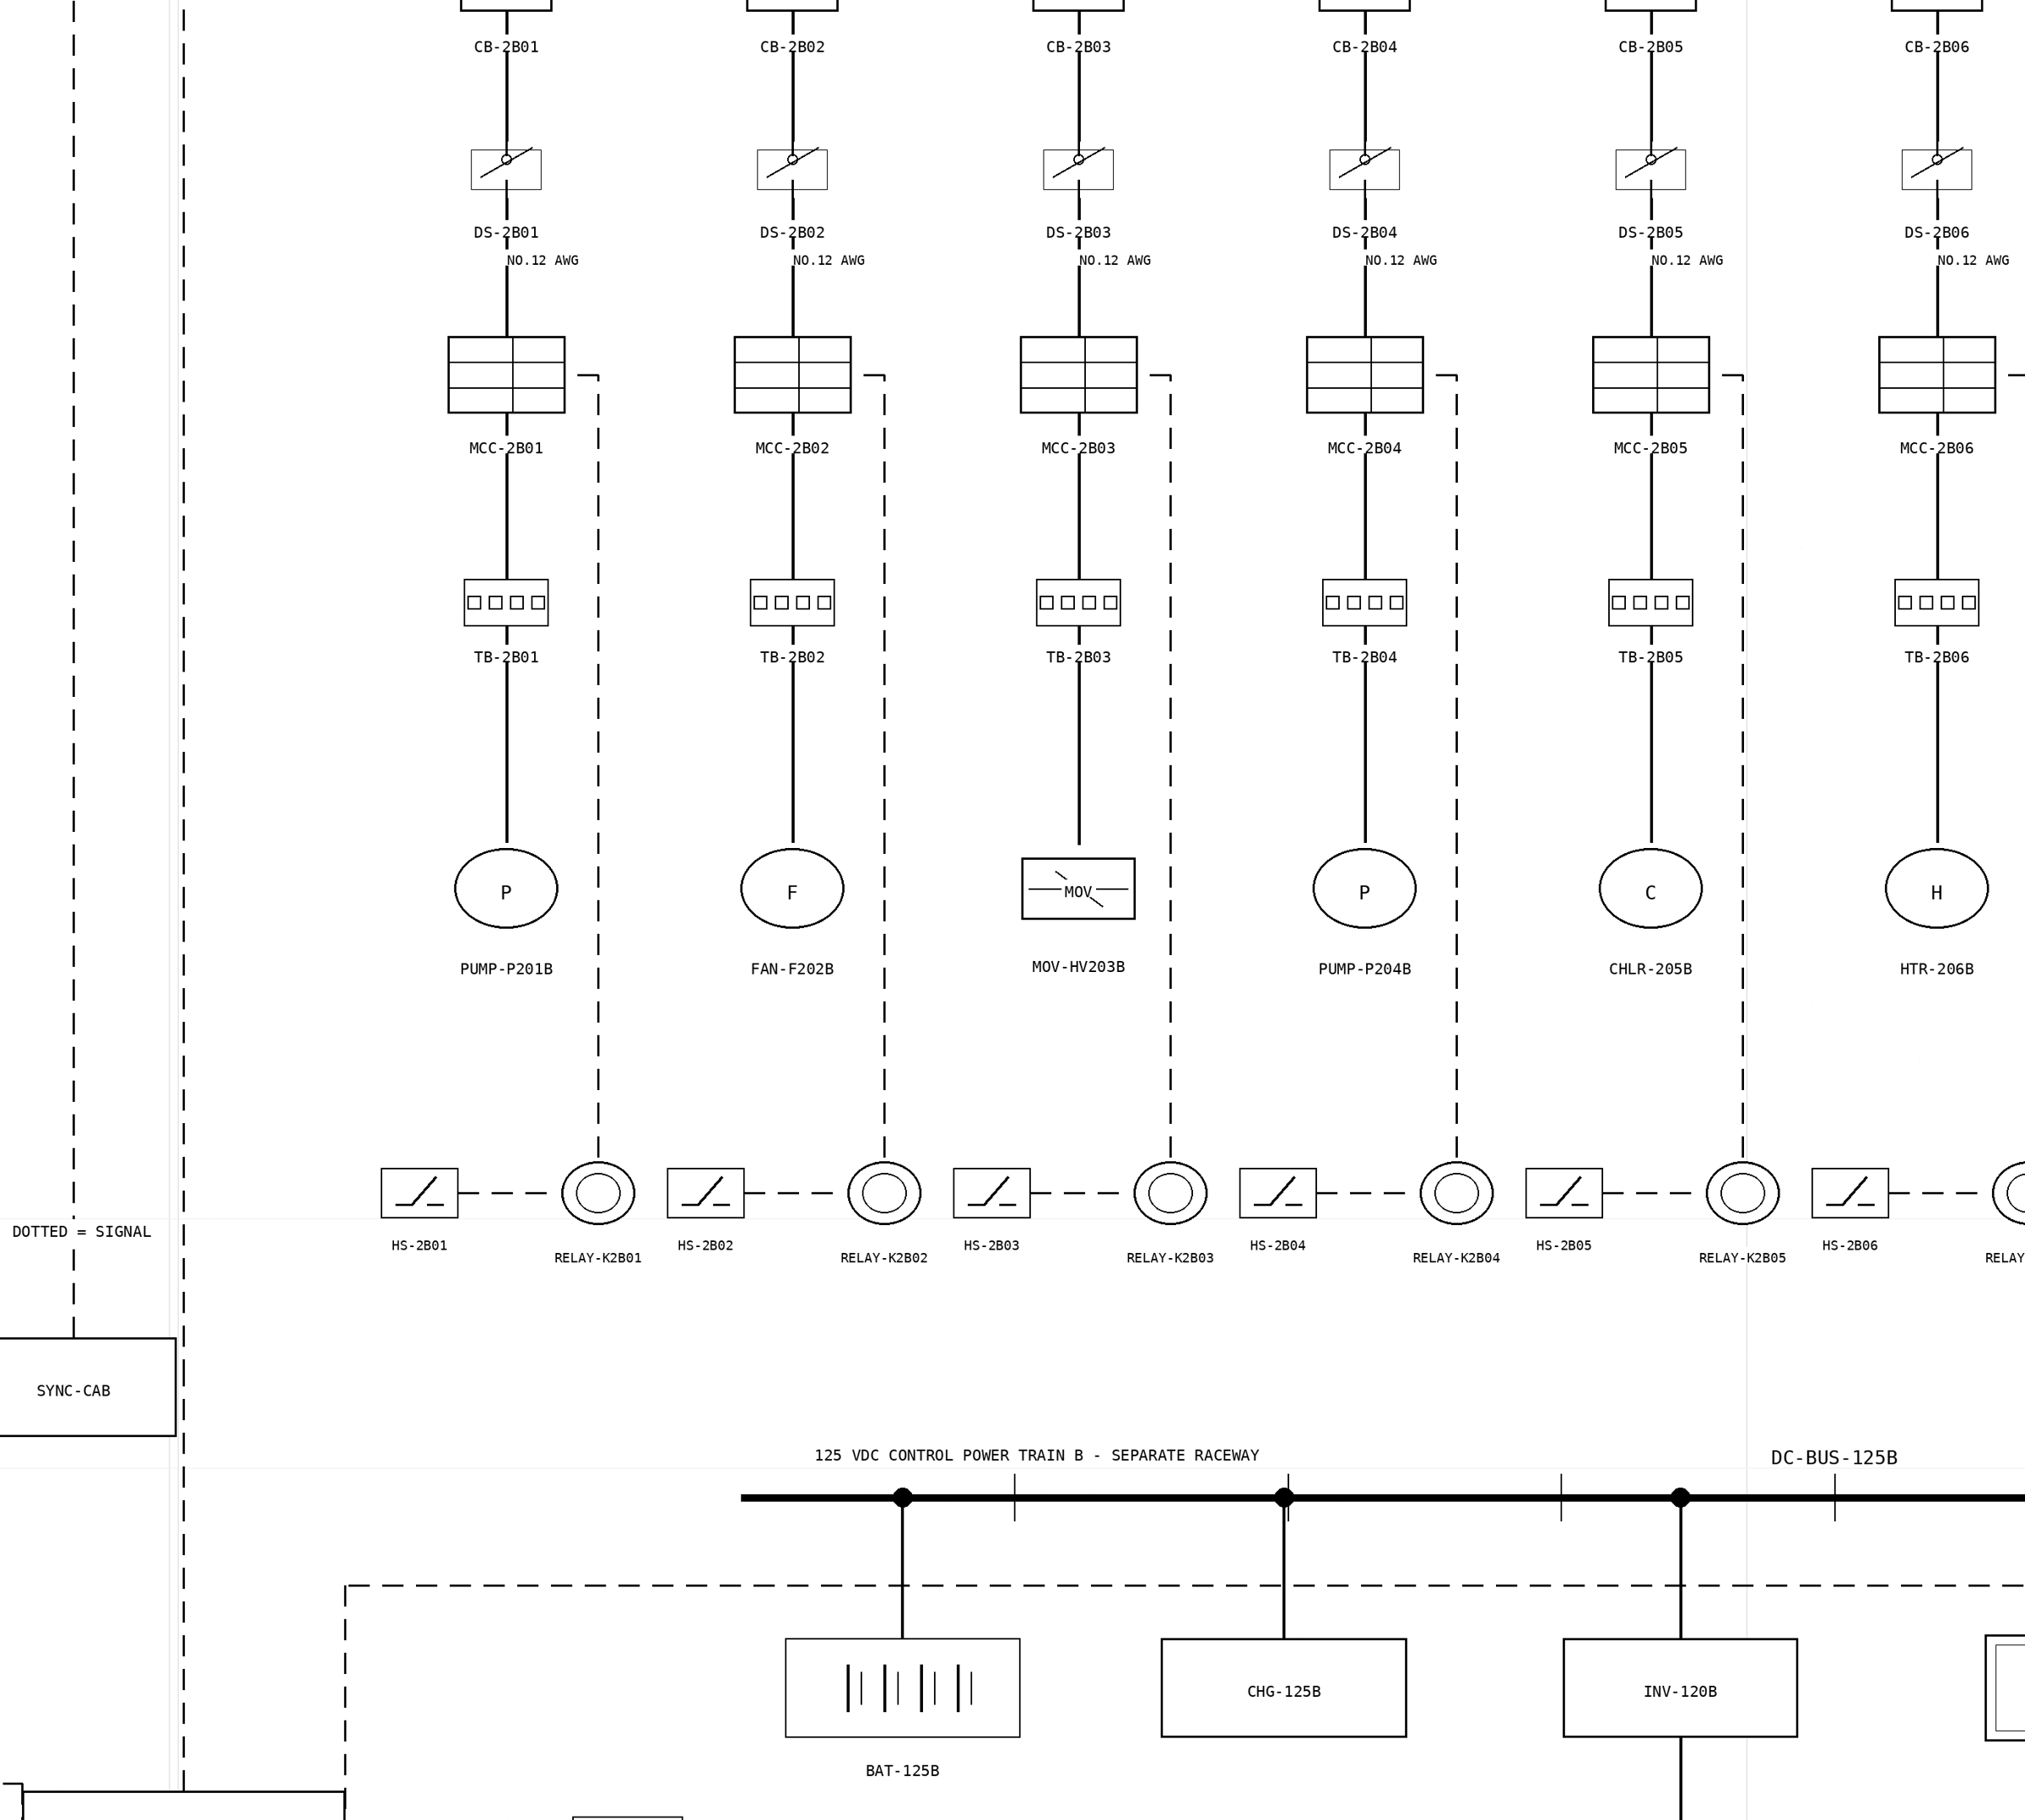 CB-2B01 CB-2B02 CB-2B03 CB-2B04 CB-2B05 CB-2B06
DS-2B01 DS-2B02 DS-2B03 DS-2B04 DS-2B05 DS-2B06
NO.12 AWG NO.12 AWG NO.12 AWG NO.12 AWG NO.12 AWG NO.12 AWG
MCC-2B01 MCC-2B02 MCC-2B03 MCC-2B04 MCC-2B05 MCC-2B06
TB-2B01 TB-2B02 TB-2B03 TB-2B04 TB-2B05 TB-2B06
P F MOV P C H
PUMP-P201B FAN-F202B MOV-HV203B PUMP-P204B CHLR-205B HTR-206B
DOTTED = SIGNAL
HS-2B01 HS-2B02 HS-2B03 HS-2B04 HS-2B05 HS-2B06
RELAY-K2B01 RELAY-K2B02 RELAY-K2B03 RELAY-K2B04 RELAY-K2B05 RELAY
SYNC-CAB
125 VDC CONTROL POWER TRAIN B - SEPARATE RACEWAY DC-BUS-125B
CHG-125B INV-120B
BAT-125B